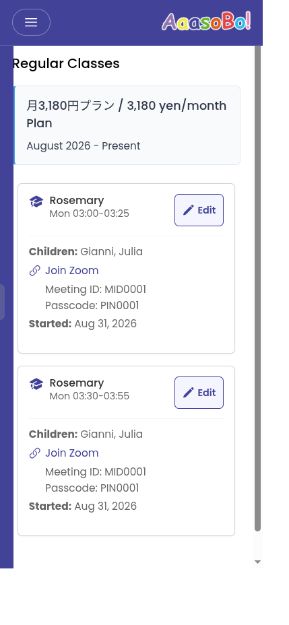 AaasoBo!
Regular Classes
月3,180円プラン / 3,180 yen/month
Plan
August 2026 - Present
Rosemary
Mon 03:00-03:25
Edit
Children: Gianni, Julia
Join Zoom
Meeting ID: MID0001
Passcode: PIN0001
Started: Aug 31, 2026
Rosemary
Mon 03:30-03:55
Edit
Children: Gianni, Julia
Join Zoom
Meeting ID: MID0001
Passcode: PIN0001
Started: Aug 31, 2026